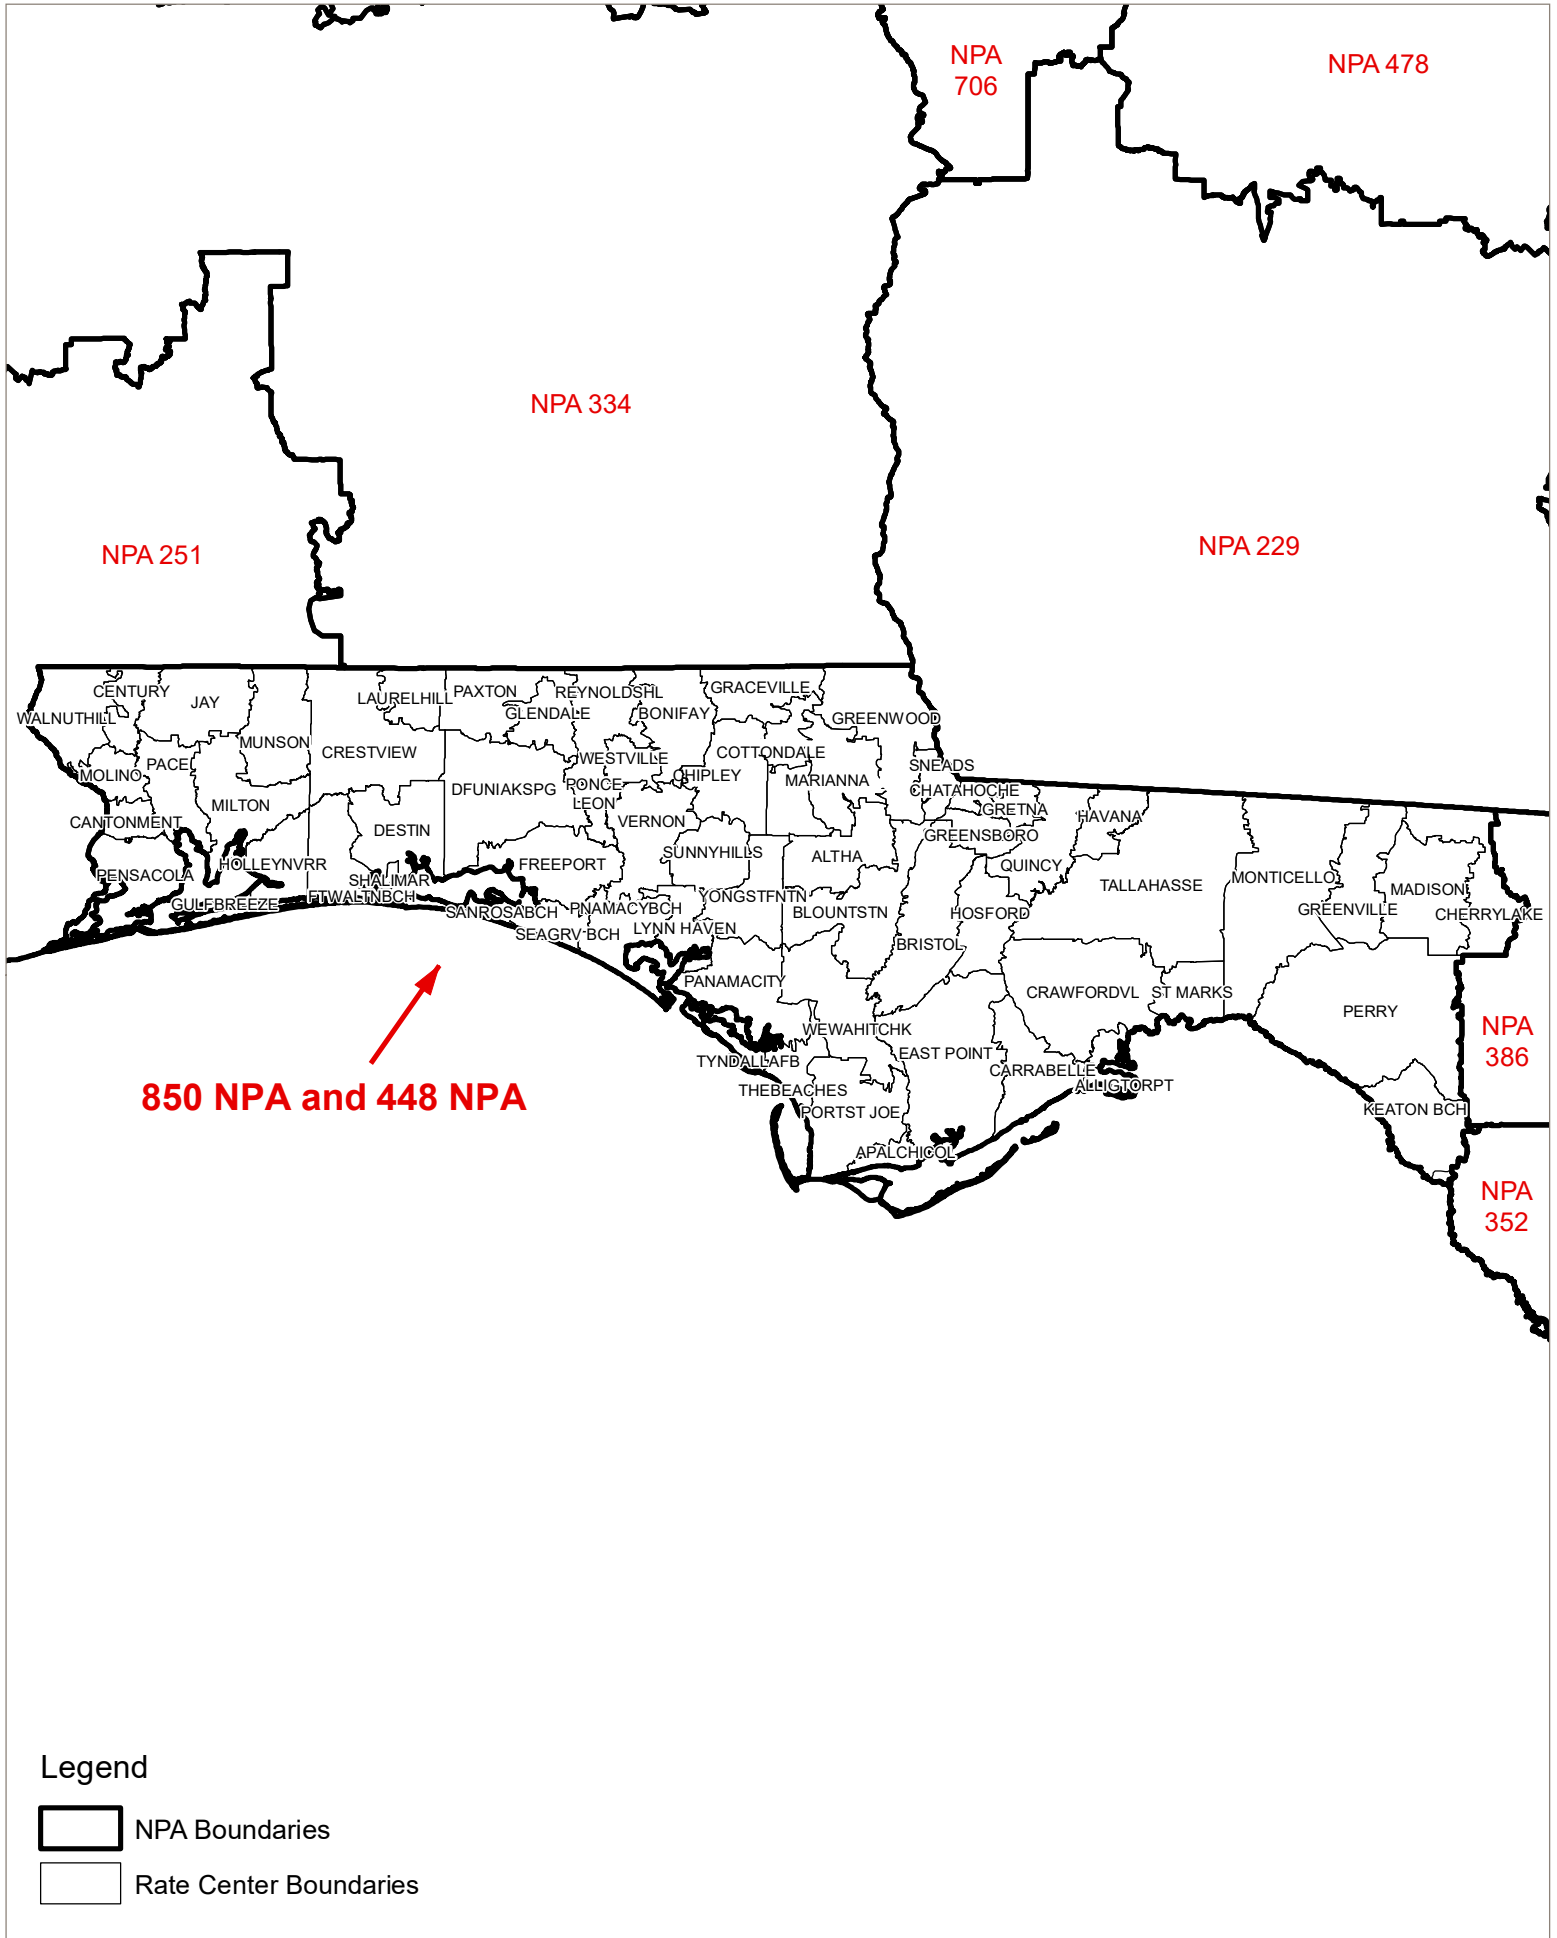 NPA
706
NPA 478
NPA 334
NPA 251
NPA 229
CENTURY
JAY
WALNUTHILL
LAURELHILL
PAXTON
REYNOLDSHL
GRACEVILLE
GLENDALE
BONIFAY
GREENWOOD
MUNSON
CRESTVIEW
WESTVILLE
COTTONDALE
MOLINO
PACE
SNEADS
CHIPLEY
MARIANNA
DFUNIAKSPG
PONCE
LEON
CHATAHOCHE
GRETNA
MILTON
HAVANA
CANTONMENT
DESTIN
VERNON
GREENSBORO
SUNNYHILLS
ALTHA
HOLLEYNVRR
FREEPORT
QUINCY
PENSACOLA
SHALIMAR
TALLAHASSE
MONTICELLO
MADISON
GULFBREEZE
FTWALTNBCH
YONGSTFNTN
SANROSABCH
PNAMACYBCH
BLOUNTSTN
HOSFORD
GREENVILLE
CHERRYLAKE
SEAGRV BCH
LYNN HAVEN
BRISTOL
PANAMACITY
CRAWFORDVL
ST MARKS
PERRY
WEWAHITCHK
NPA
386
TYNDALLAFB
EAST POINT
CARRABELLE
ALLIGTORPT
THEBEACHES
PORTST JOE
KEATON BCH
850 NPA and 448 NPA
APALCHICOL
NPA
352
Legend
NPA Boundaries
Rate Center Boundaries